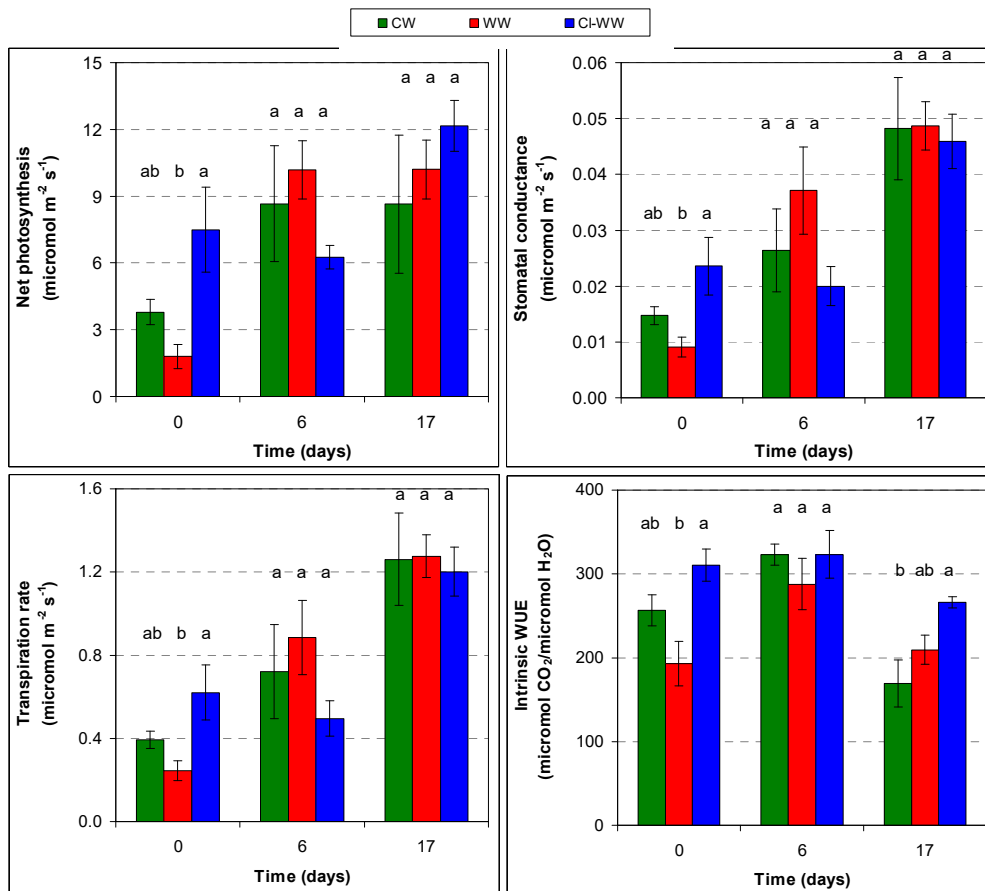 CW WW Cl-WW
Net photosynthesis
(micromol m⁻² s⁻¹)
15
12
9
6
3
0
ab b a
a a a
a a a
0 6 17
Time (days)
Stomatal conductance
(micromol m⁻² s⁻¹)
0.06
0.05
0.04
0.03
0.02
0.01
0.00
ab b a
a a a
a a a
0 6 17
Time (days)
Transpiration rate
(micromol m⁻² s⁻¹)
1.6
1.2
0.8
0.4
0.0
ab b a
a a a
a a a
0 6 17
Time (days)
Intrinsic WUE
(micromol CO₂/micromol H₂O)
400
300
200
100
0
ab b a
a a a
b ab a
0 6 17
Time (days)